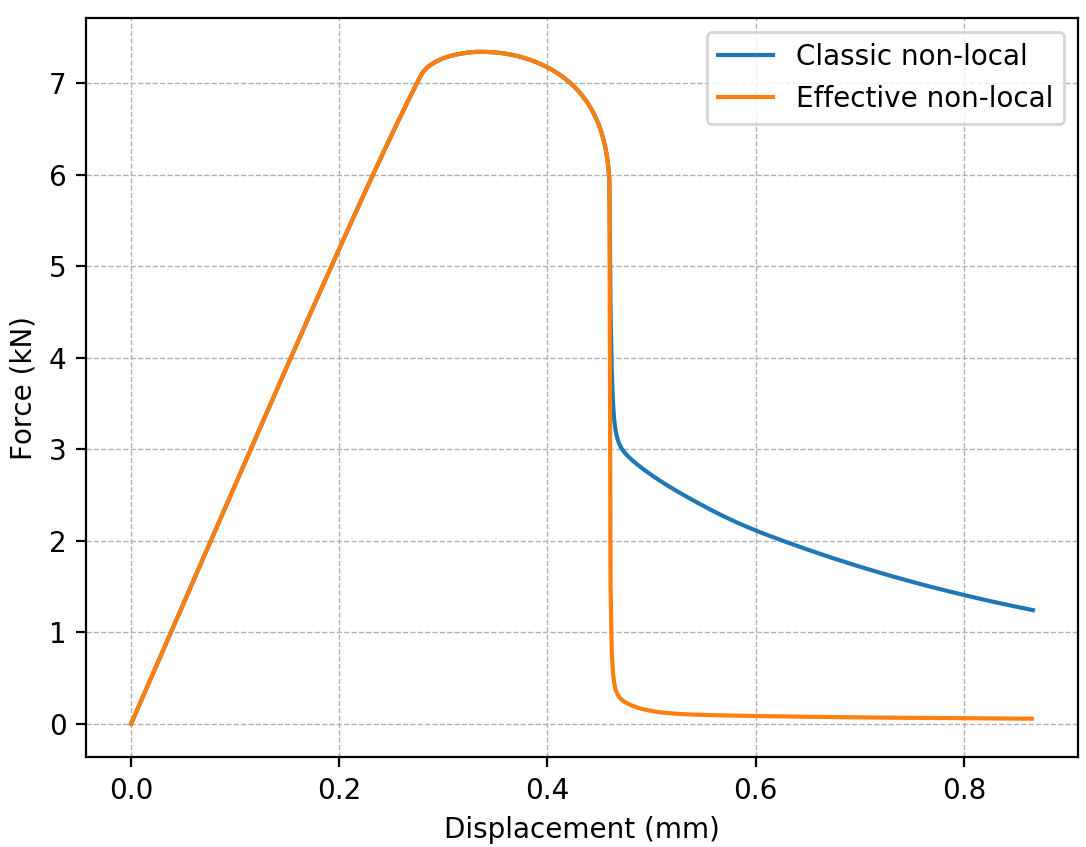 Classic non-local
Effective non-local
7
6
5
4
3
2
1
0
Force (kN)
0.0 0.2 0.4 0.6 0.8
Displacement (mm)